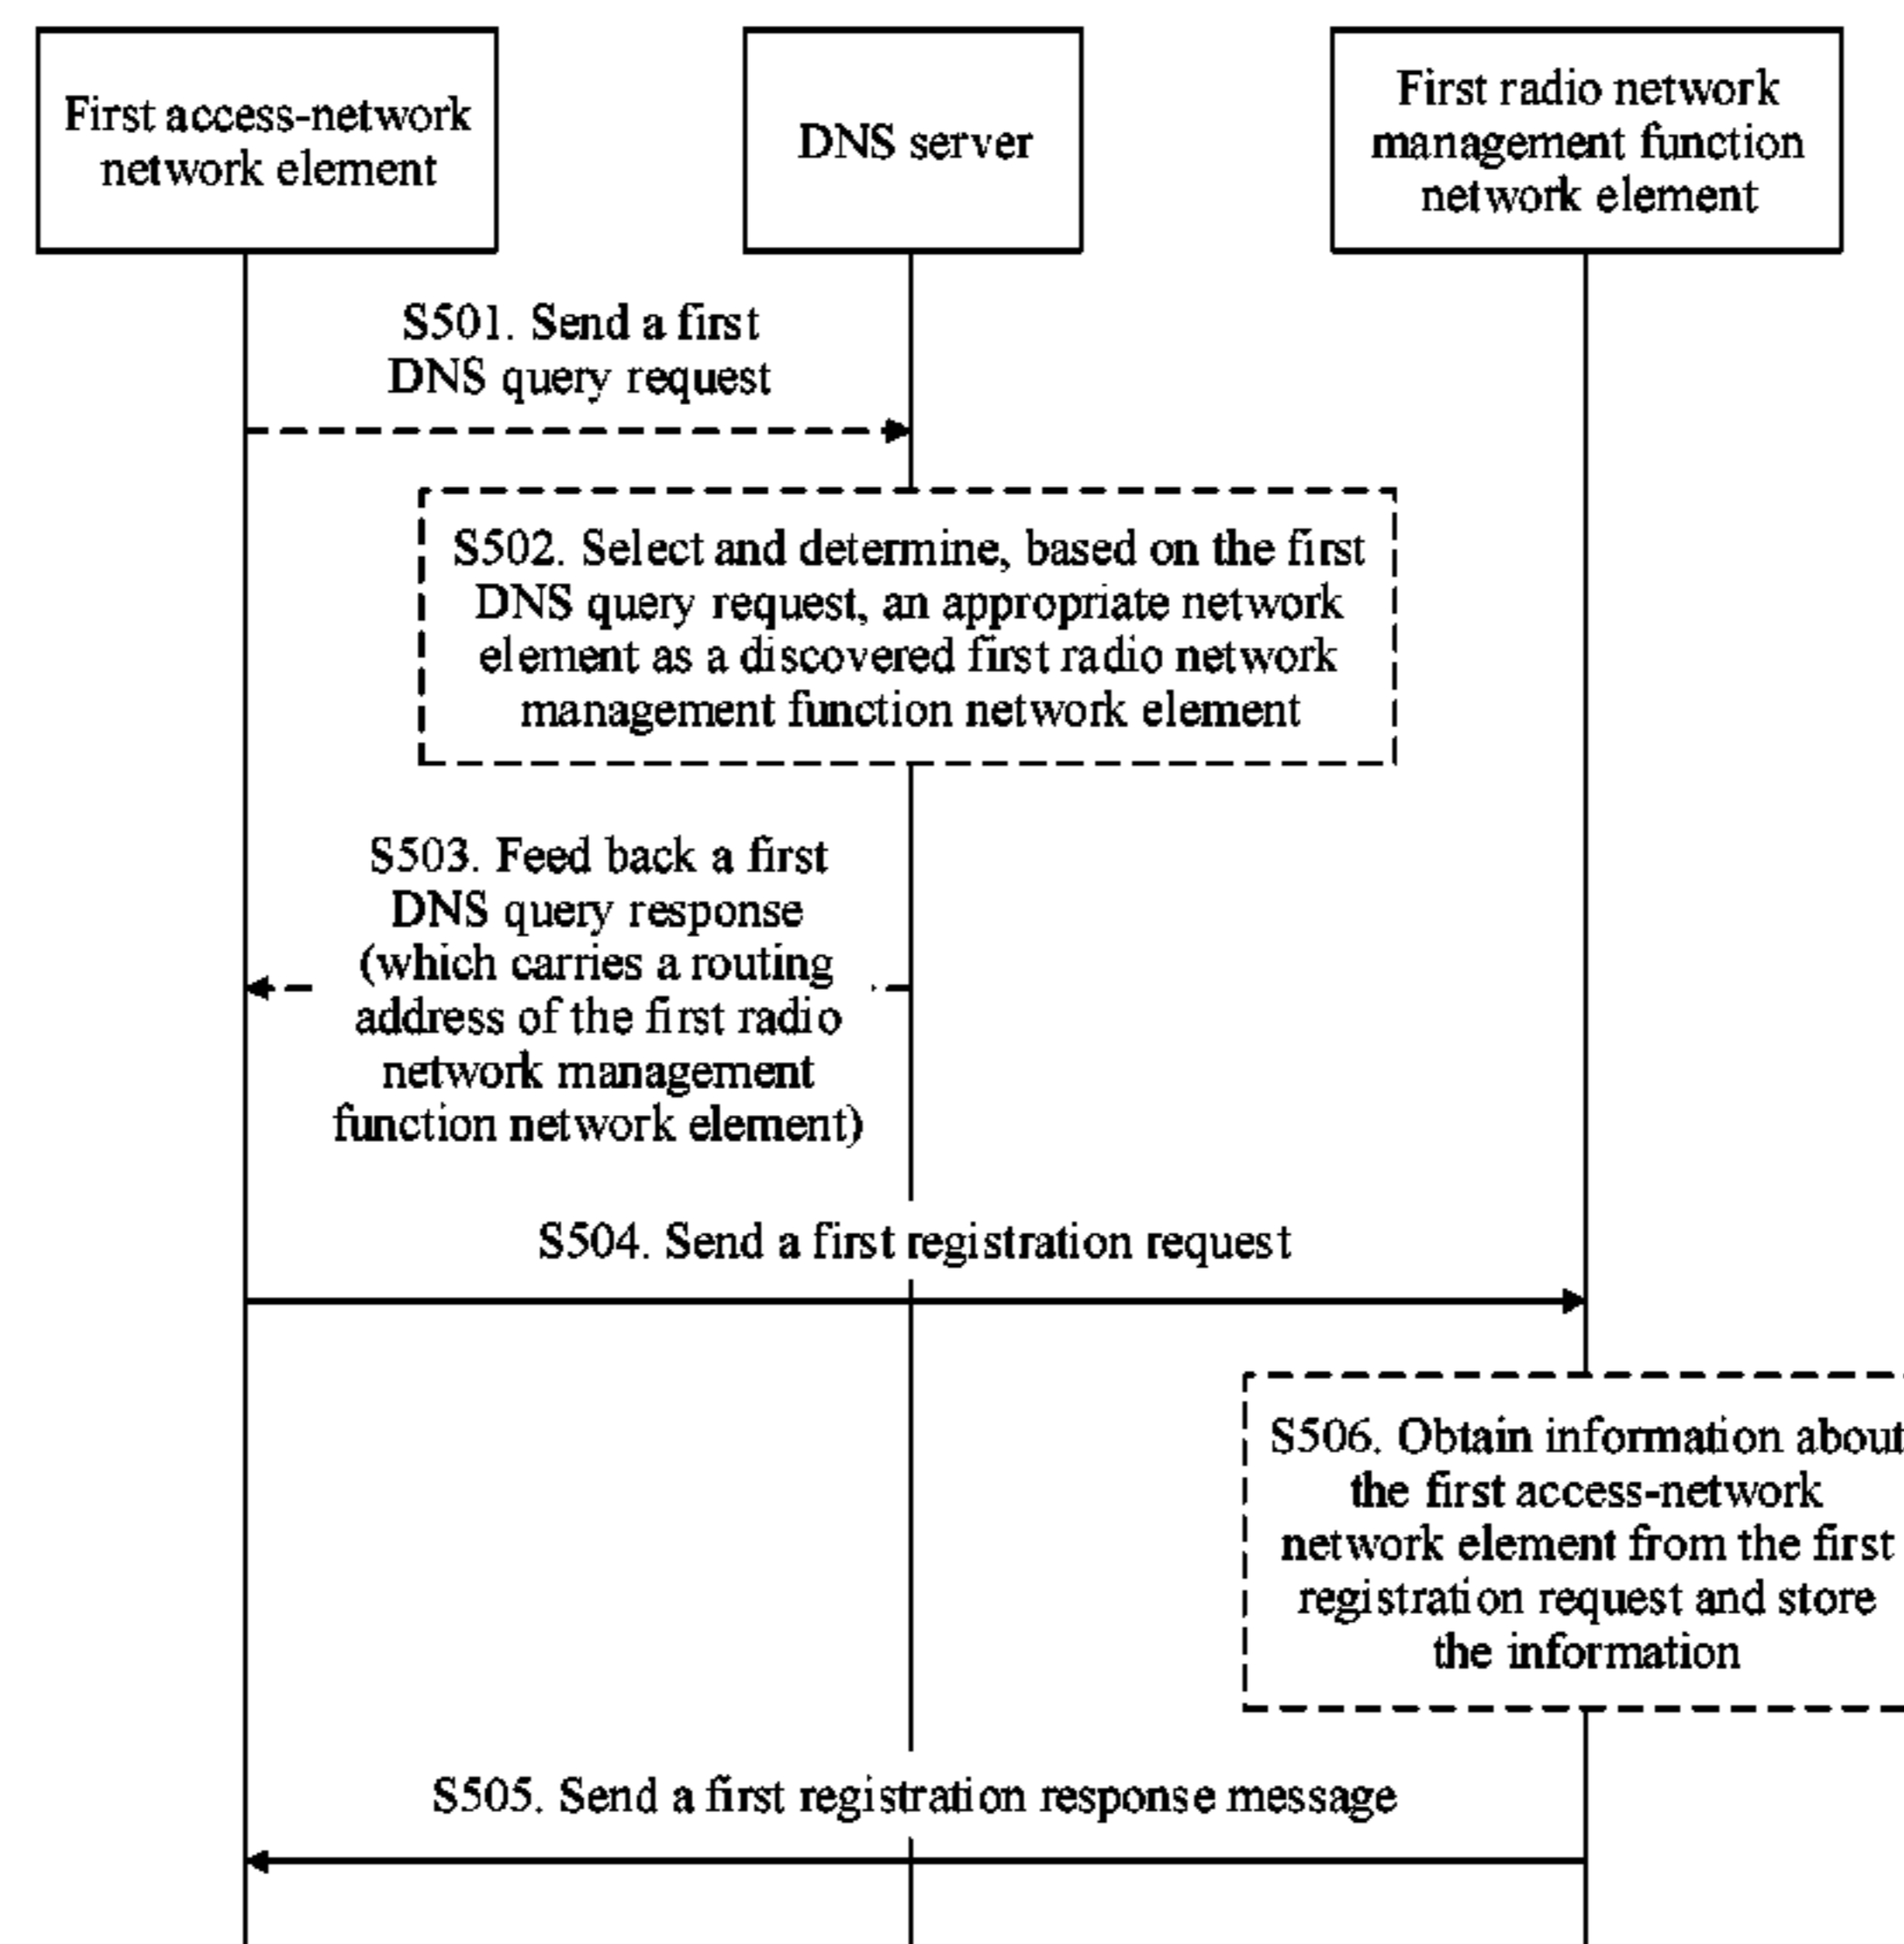 First access-network
network element
DNS server
First radio network
management function
network element
S501. Send a first
DNS query request
S502. Select and determine, based on the first
DNS query request, an appropriate network
element as a discovered first radio network
management function network element
S503. Feed back a first
DNS query response
(which carries a routing
address of the first radio
network management
function network element)
S504. Send a first registration request
S506. Obtain information about
the first access-network
network element from the first
registration request and store
the information
S505. Send a first registration response message